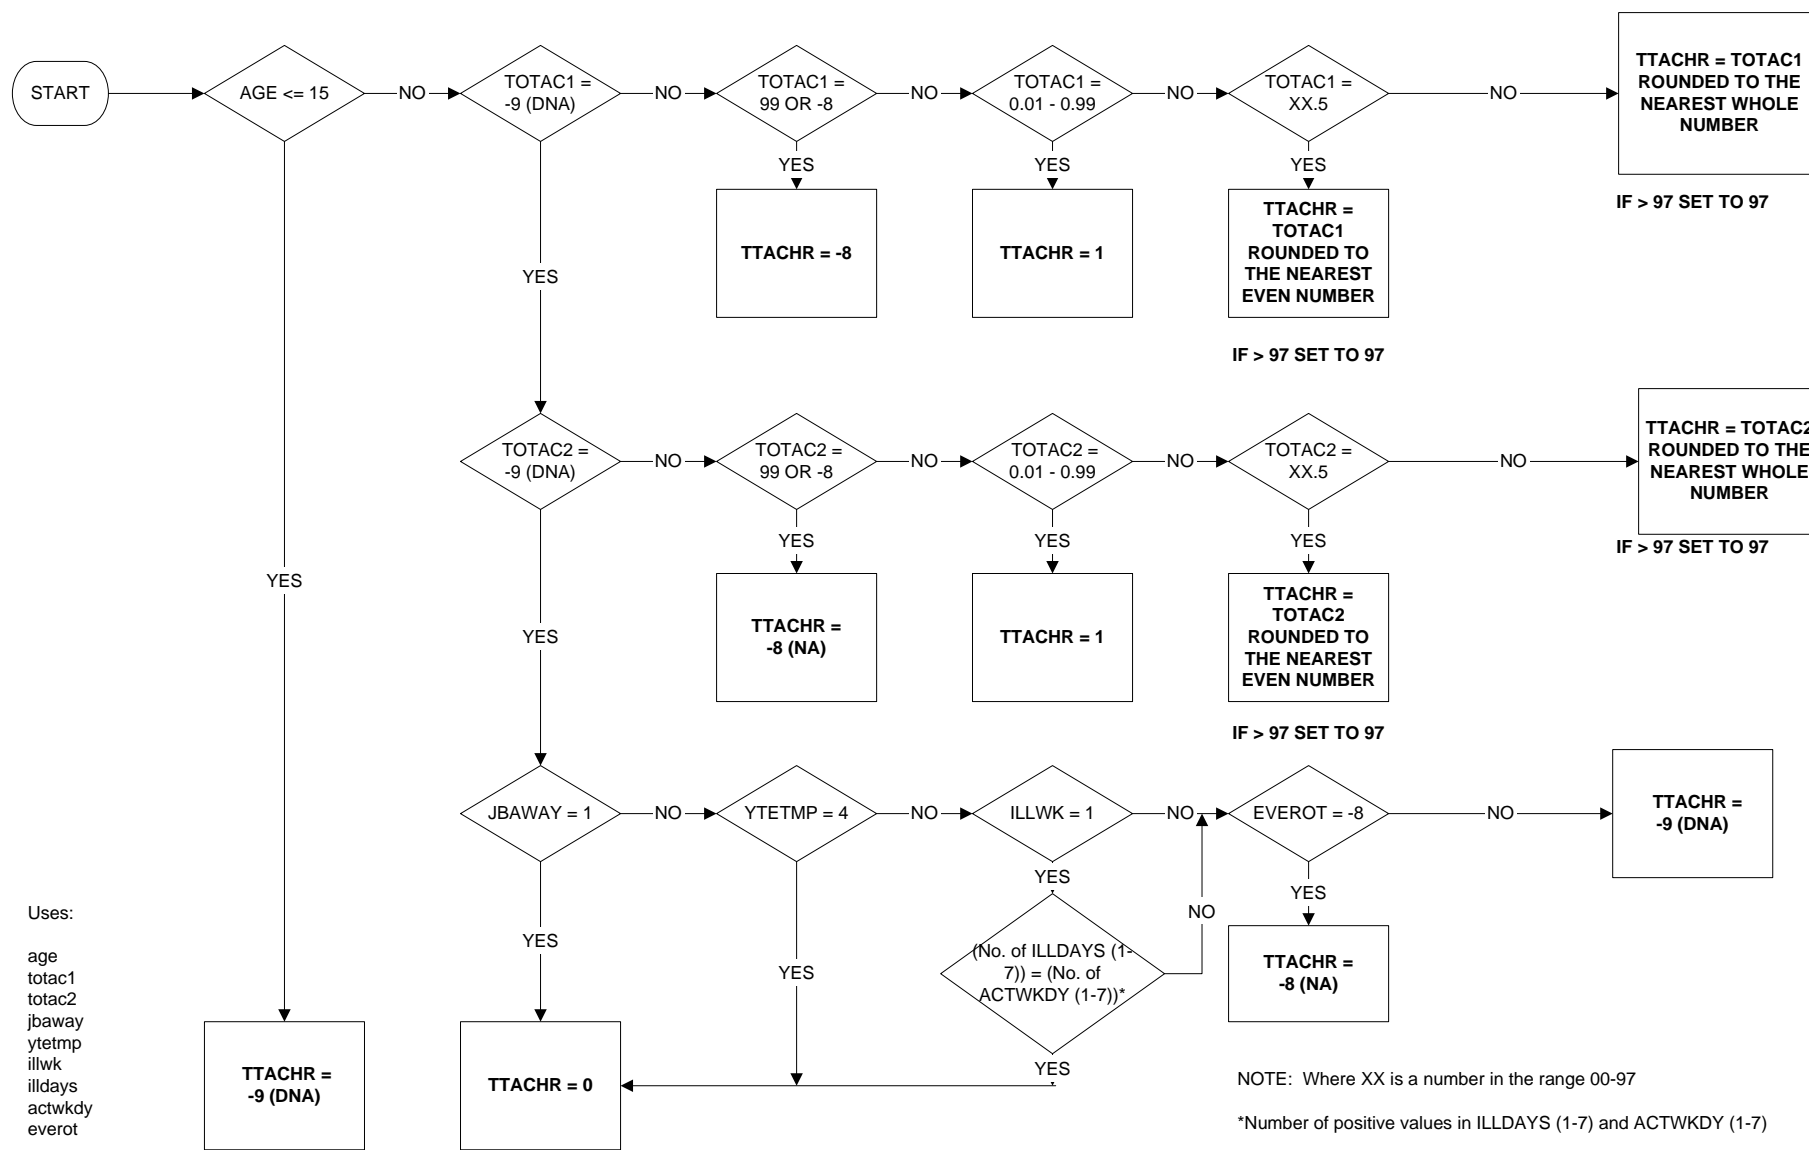 START
AGE <= 15
NO
TOTAC1 =
-9 (DNA)
NO
TOTAC1 =
99 OR -8
NO
TOTAC1 =
0.01 - 0.99
NO
TOTAC1 =
XX.5
NO
TTACHR = TOTAC1
ROUNDED TO THE
NEAREST WHOLE
NUMBER
IF > 97 SET TO 97
YES
YES
YES
TTACHR = -8
TTACHR = 1
TTACHR =
TOTAC1
ROUNDED TO
THE NEAREST
EVEN NUMBER
IF > 97 SET TO 97
YES
TOTAC2 =
-9 (DNA)
NO
TOTAC2 =
99 OR -8
NO
TOTAC2 =
0.01 - 0.99
NO
TOTAC2 =
XX.5
NO
TTACHR = TOTAC2
ROUNDED TO THE
NEAREST WHOLE
NUMBER
IF > 97 SET TO 97
YES
YES
YES
YES
TTACHR =
-8 (NA)
TTACHR = 1
TTACHR =
TOTAC2
ROUNDED TO
THE NEAREST
EVEN NUMBER
IF > 97 SET TO 97
YES
JBAWAY = 1
NO
YTETMP = 4
NO
ILLWK = 1
NO
EVEROT = -8
NO
TTACHR =
-9 (DNA)
YES
YES
NO
YES
YES
(No. of ILLDAYS (1-
7)) = (No. of
ACTWKDY (1-7))*
TTACHR =
-8 (NA)
YES
Uses:
age
totac1
totac2
jbaway
ytetmp
illwk
illdays
actwkdy
everot
TTACHR =
-9 (DNA)
TTACHR = 0
NOTE: Where XX is a number in the range 00-97
*Number of positive values in ILLDAYS (1-7) and ACTWKDY (1-7)